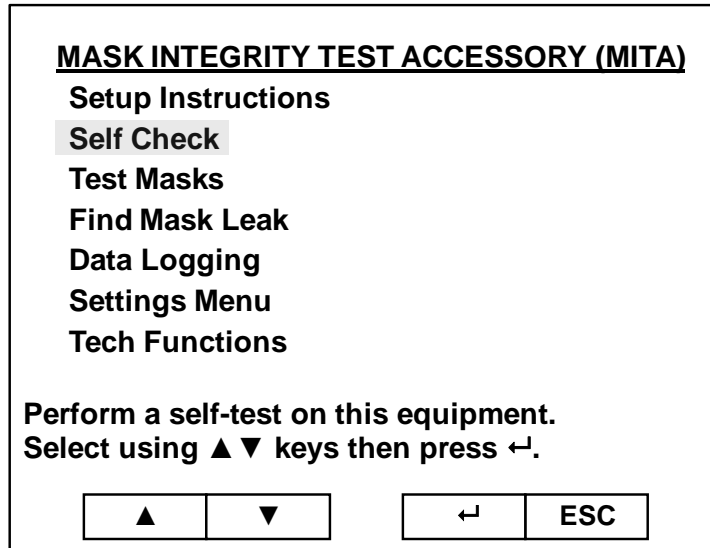 MASK INTEGRITY TEST ACCESSORY (MITA)
Setup Instructions
Self Check
Test Masks
Find Mask Leak
Data Logging
Settings Menu
Tech Functions
Perform a self-test on this equipment.
Select using ▲▼ keys then press ↵.
▲ ▼ ↵ ESC